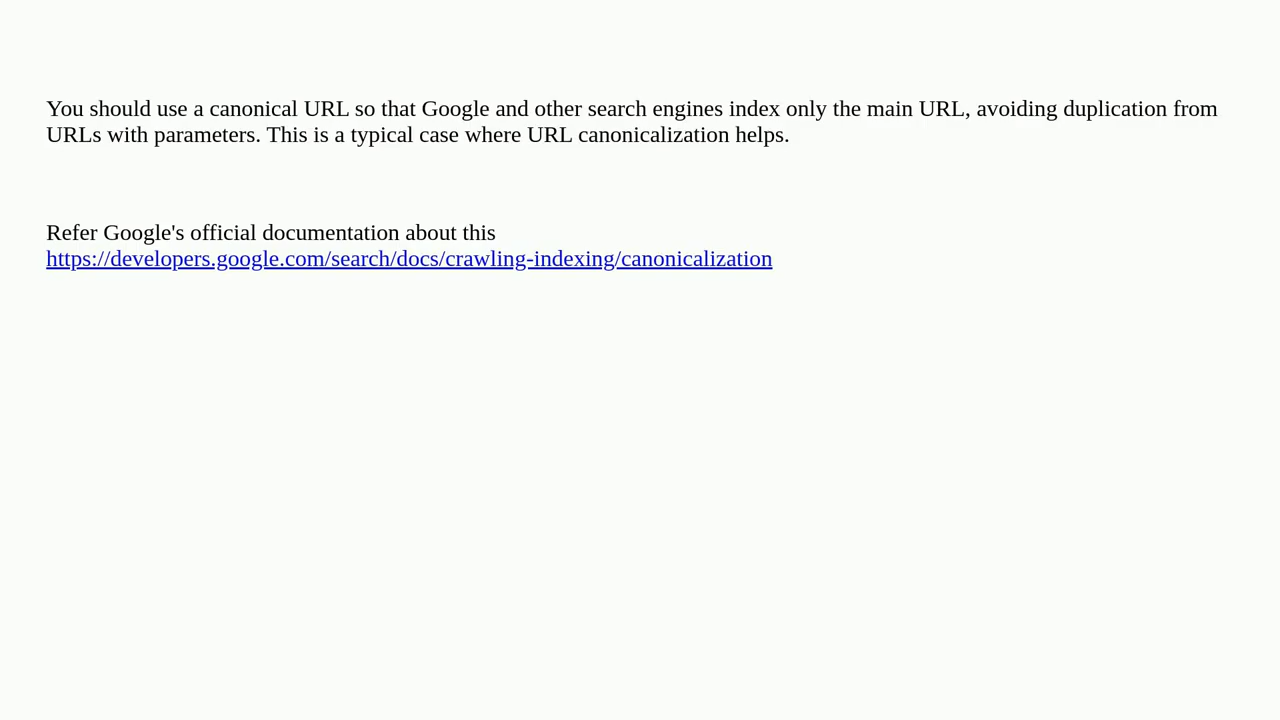 You should use a canonical URL so that Google and other search engines index only the main URL, avoiding duplication from
URLs with parameters. This is a typical case where URL canonicalization helps.
Refer Google's official documentation about this
https://developers.google.com/search/docs/crawling-indexing/canonicalization